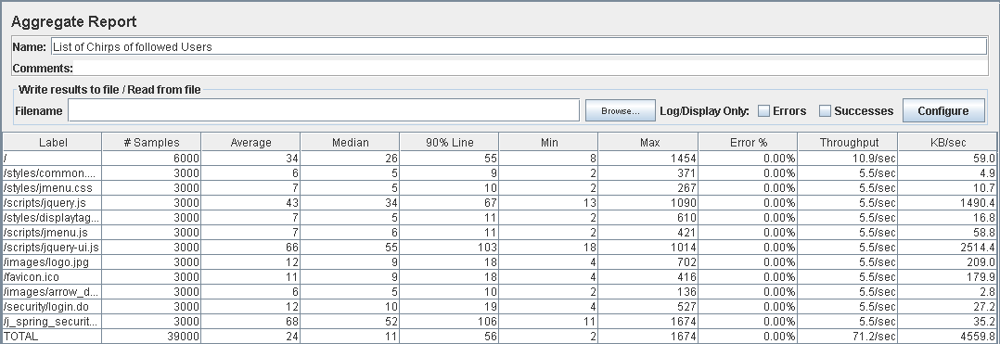 Aggregate Report
Name: List of Chirps of followed Users
Comments:
Write results to file / Read from file
Filename Browse... Log/Display Only: Errors Successes Configure
Label # Samples Average Median 90% Line Min Max Error % Throughput KB/sec
/ 6000 34 26 55 8 1454 0.00% 10.9/sec 59.0
/styles/common.... 3000 6 5 9 2 371 0.00% 5.5/sec 4.9
/styles/jmenu.css 3000 7 5 10 2 267 0.00% 5.5/sec 10.7
/scripts/jquery.js 3000 43 34 67 13 1090 0.00% 5.5/sec 1490.4
/styles/displaytag... 3000 7 5 11 2 610 0.00% 5.5/sec 16.8
/scripts/jmenu.js 3000 7 6 11 2 421 0.00% 5.5/sec 58.8
/scripts/jquery-ui.js 3000 66 55 103 18 1014 0.00% 5.5/sec 2514.4
/images/logo.jpg 3000 12 9 18 4 702 0.00% 5.5/sec 209.0
/favicon.ico 3000 11 9 18 4 416 0.00% 5.5/sec 179.9
/images/arrow_d... 3000 6 5 10 2 136 0.00% 5.5/sec 2.8
/security/login.do 3000 12 10 19 4 527 0.00% 5.5/sec 27.2
/j_spring_securit... 3000 68 52 106 11 1674 0.00% 5.5/sec 35.2
TOTAL 39000 24 11 56 2 1674 0.00% 71.2/sec 4559.8